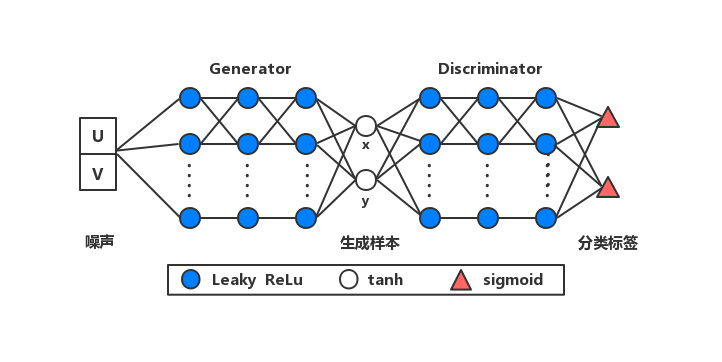 Generator
Discriminator
U
V
x
y
噪声
生成样本
分类标签
Leaky ReLu
tanh
sigmoid